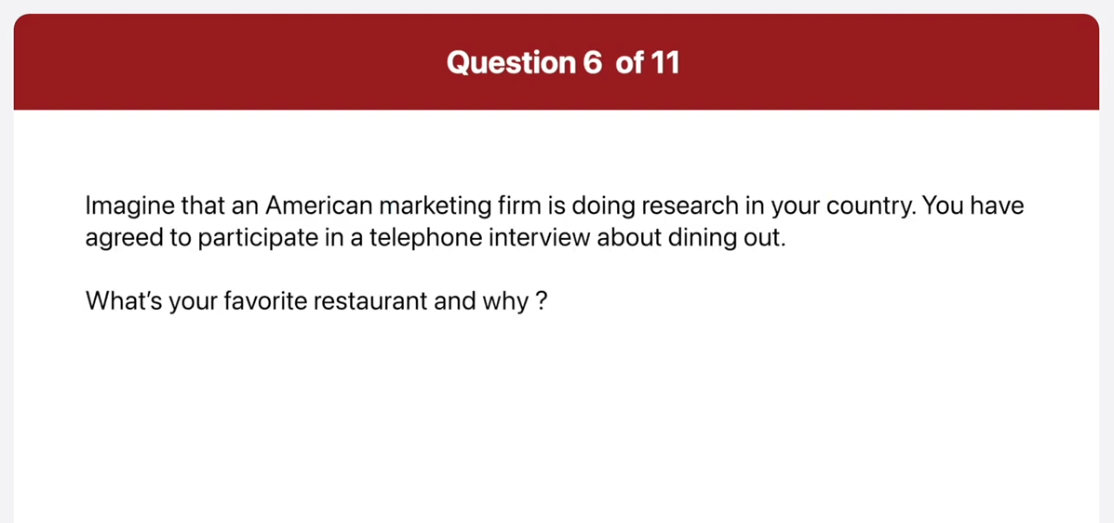 Question 6 of 11
Imagine that an American marketing firm is doing research in your country. You have
agreed to participate in a telephone interview about dining out.
What's your favorite restaurant and why ?